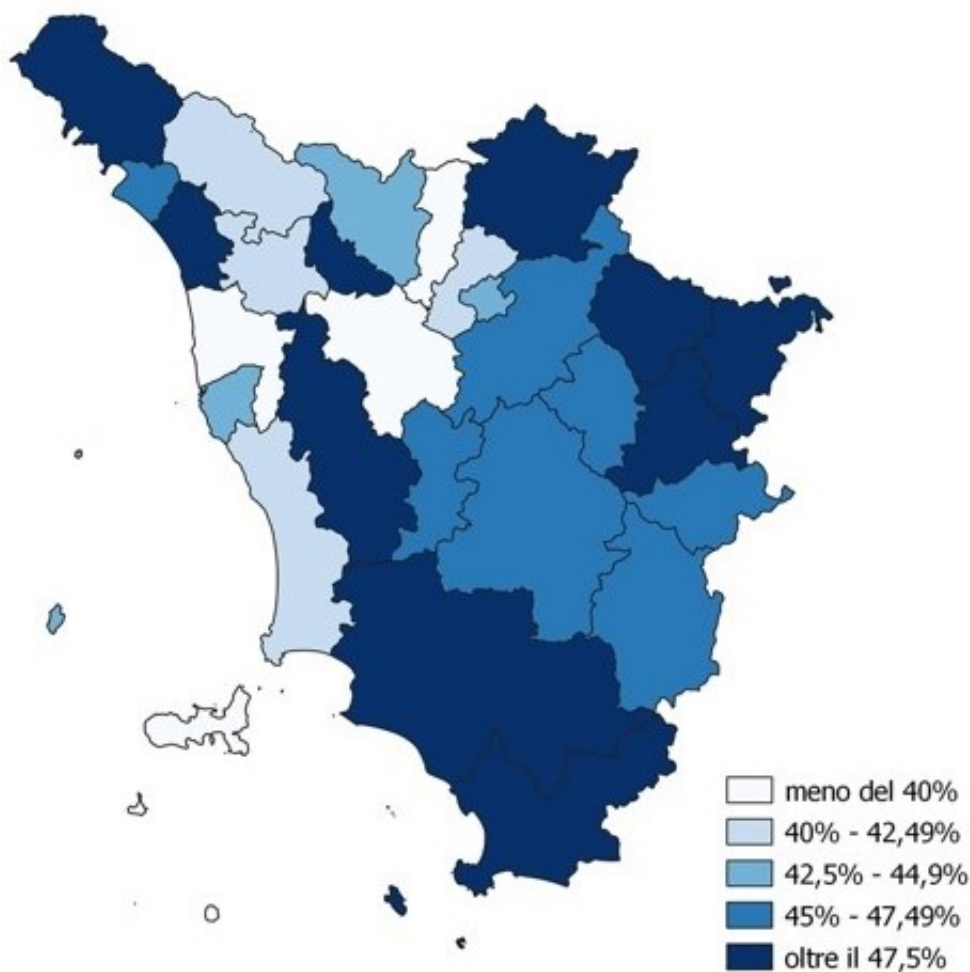 meno del 40%
40% - 42,49%
42,5% - 44,9%
45% - 47,49%
oltre il 47,5%